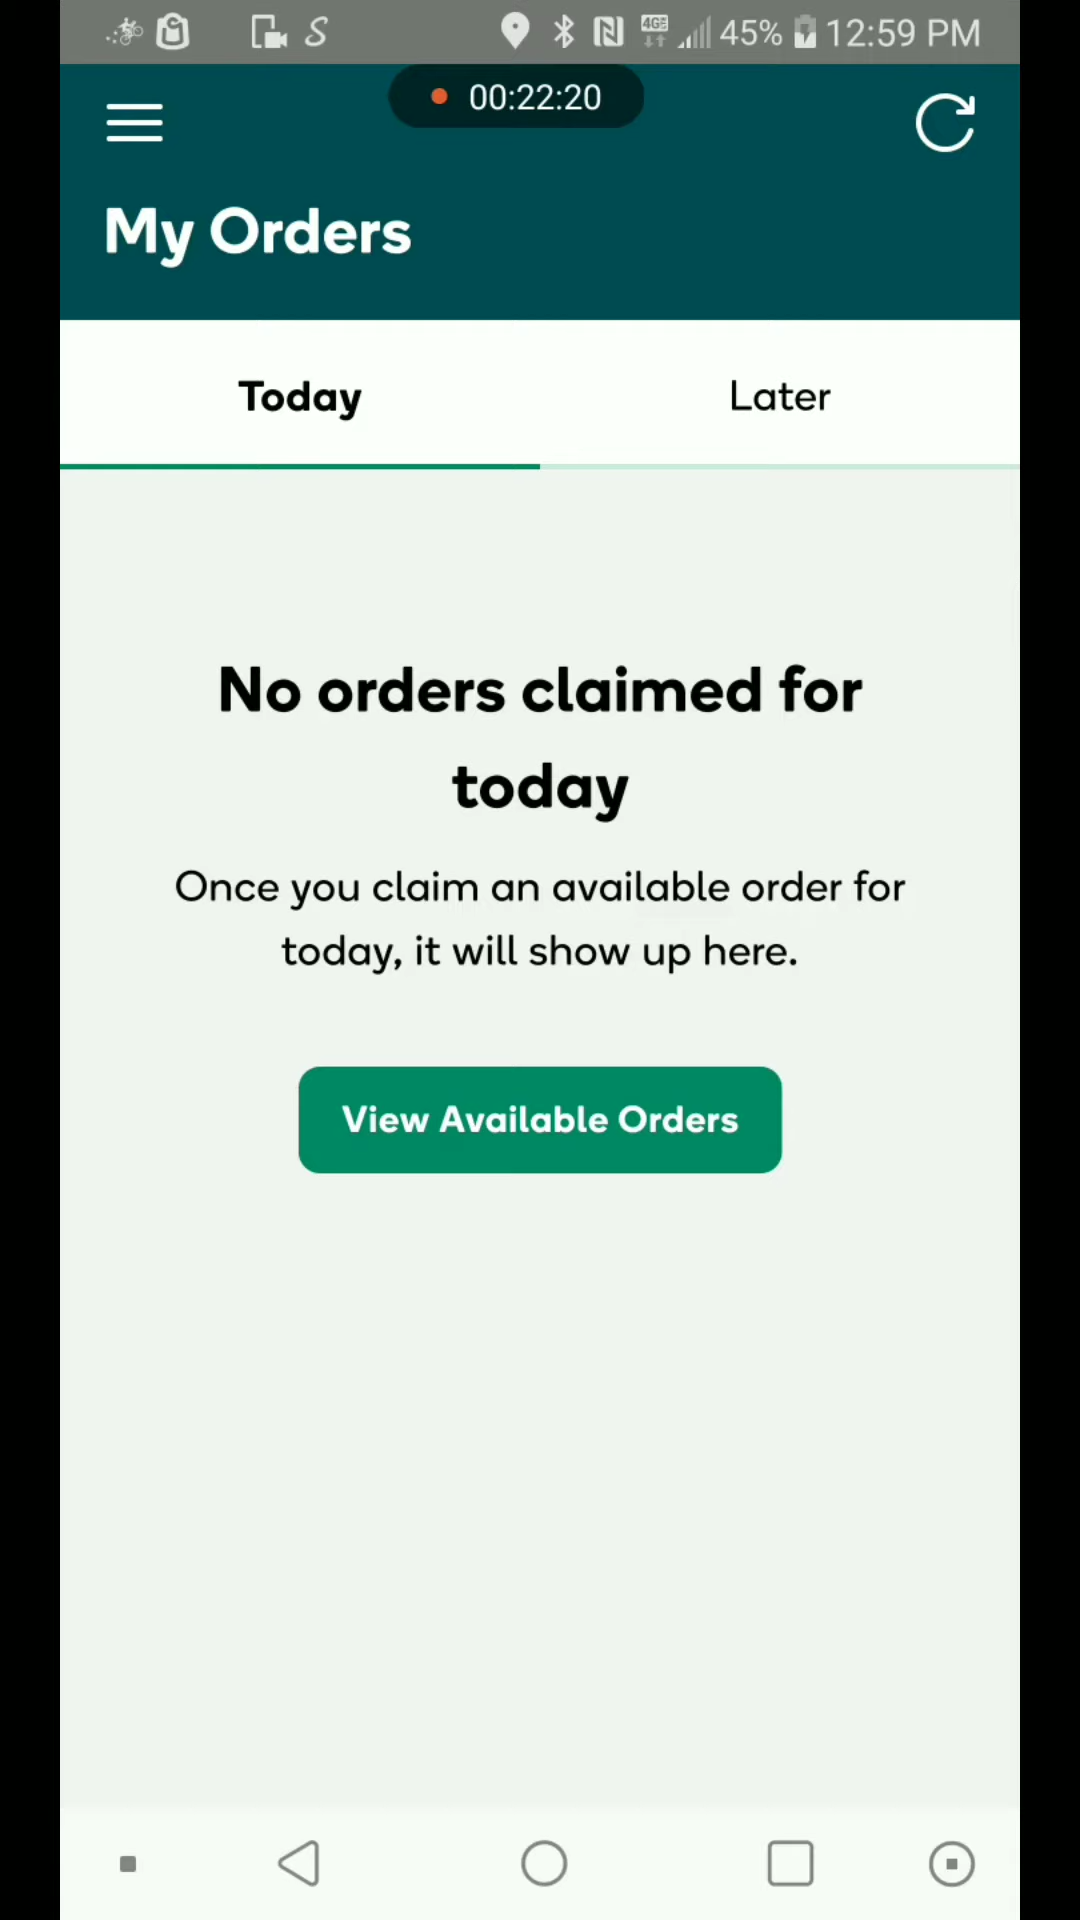 45% 12:59 PM
00:22:20
My Orders
Today Later
No orders claimed for
today
Once you claim an available order for
today, it will show up here.
View Available Orders